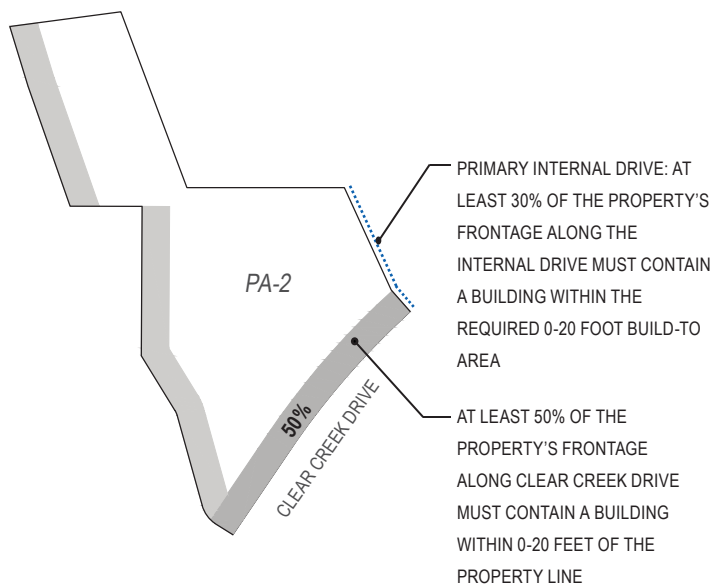 PRIMARY INTERNAL DRIVE: AT
LEAST 30% OF THE PROPERTY'S
FRONTAGE ALONG THE
INTERNAL DRIVE MUST CONTAIN
A BUILDING WITHIN THE
REQUIRED 0-20 FOOT BUILD-TO
AREA
PA-2
50%
CLEAR CREEK DRIVE
AT LEAST 50% OF THE
PROPERTY'S FRONTAGE
ALONG CLEAR CREEK DRIVE
MUST CONTAIN A BUILDING
WITHIN 0-20 FEET OF THE
PROPERTY LINE